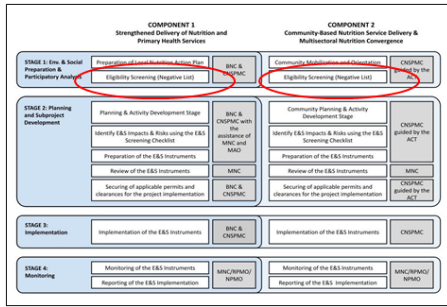 COMPONENT 1
Strengthened Delivery of Nutrition and
Primary Health Services
COMPONENT 2
Community-Based Nutrition Service Delivery &
Multisectoral Nutrition Convergence
STAGE 1: Env. & Social
Preparation &
Participatory Analysis
Preparation of Local Nutrition Action Plan
Eligibility Screening (Negative List)
BNC &
CNSPMC
Community Mobilization and Orientation
Eligibility Screening (Negative List)
CNSPMC
guided by the
ACT
STAGE 2: Planning
and Subproject
Development
Planning & Activity Development Stage
Identify E&S Impacts & Risks using the E&S
Screening Checklist
Preparation of the E&S Instruments
BNC &
CNSPMC with
the
assistance of
MNC and
MAO
Review of the E&S Instruments
MNC
Securing of applicable permits and
clearances for the project implementation
BNC &
CNSPMC
Community Planning & Activity
Development Stage
Identify E&S Impacts & Risks using the E&S
Screening Checklist
Preparation of the E&S Instruments
CNSPMC
guided by the
ACT
Review of the E&S Instruments
MNC
Securing of applicable permits and
clearances for the project implementation
CNSPMC
guided by the
ACT
STAGE 3:
Implementation
Implementation of the E&S Instruments
BNC &
CNSPMC
Implementation of the E&S Instruments
CNSPMC
STAGE 4:
Monitoring
Monitoring of the E&S Instruments
Reporting of the E&S Implementation
MNC/RPMO/
NPMO
Monitoring of the E&S Instruments
Reporting of the E&S Implementation
MNC/RPMO/
NPMO